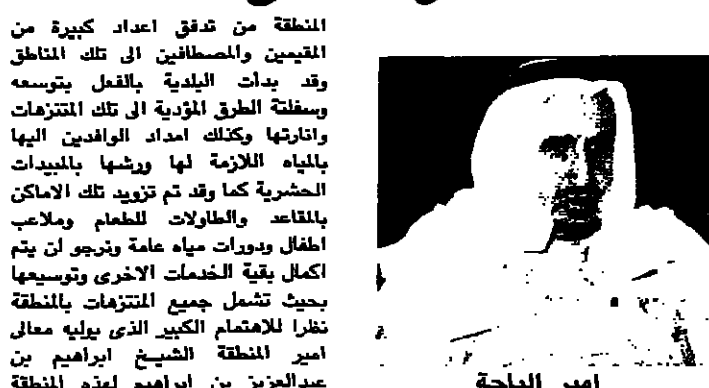 المنطقة من تدفق اعداد كبيرة من
المقيمين والمصطافين الى تلك المناطق
وقد بدأت البلدية بالفعل بتوسعه
وسفلتة الطرق المؤدية الى تلك المتنزهات
وانارتها وكذلك امداد الوافدين اليها
بالمياه اللازمة لها ورشها بالمبيدات
الحشرية كما وقد تم تزويد تلك الاماكن
بالمقاعد والطاولات للطعام وملاعب
اطفال ودورات مياه عامة ونرجو ان يتم
اكمال بقية الخدمات الاخرى وتوسيعها
بحيث تشمل جميع المتنزهات بالمنطقة
نظرا للاهتمام الكبير الذى يوليه معالى
امير المنطقة الشيخ ابراهيم بن
عبدالعزيز بن ابراهيم لهذه المنطقة
امير الباحة